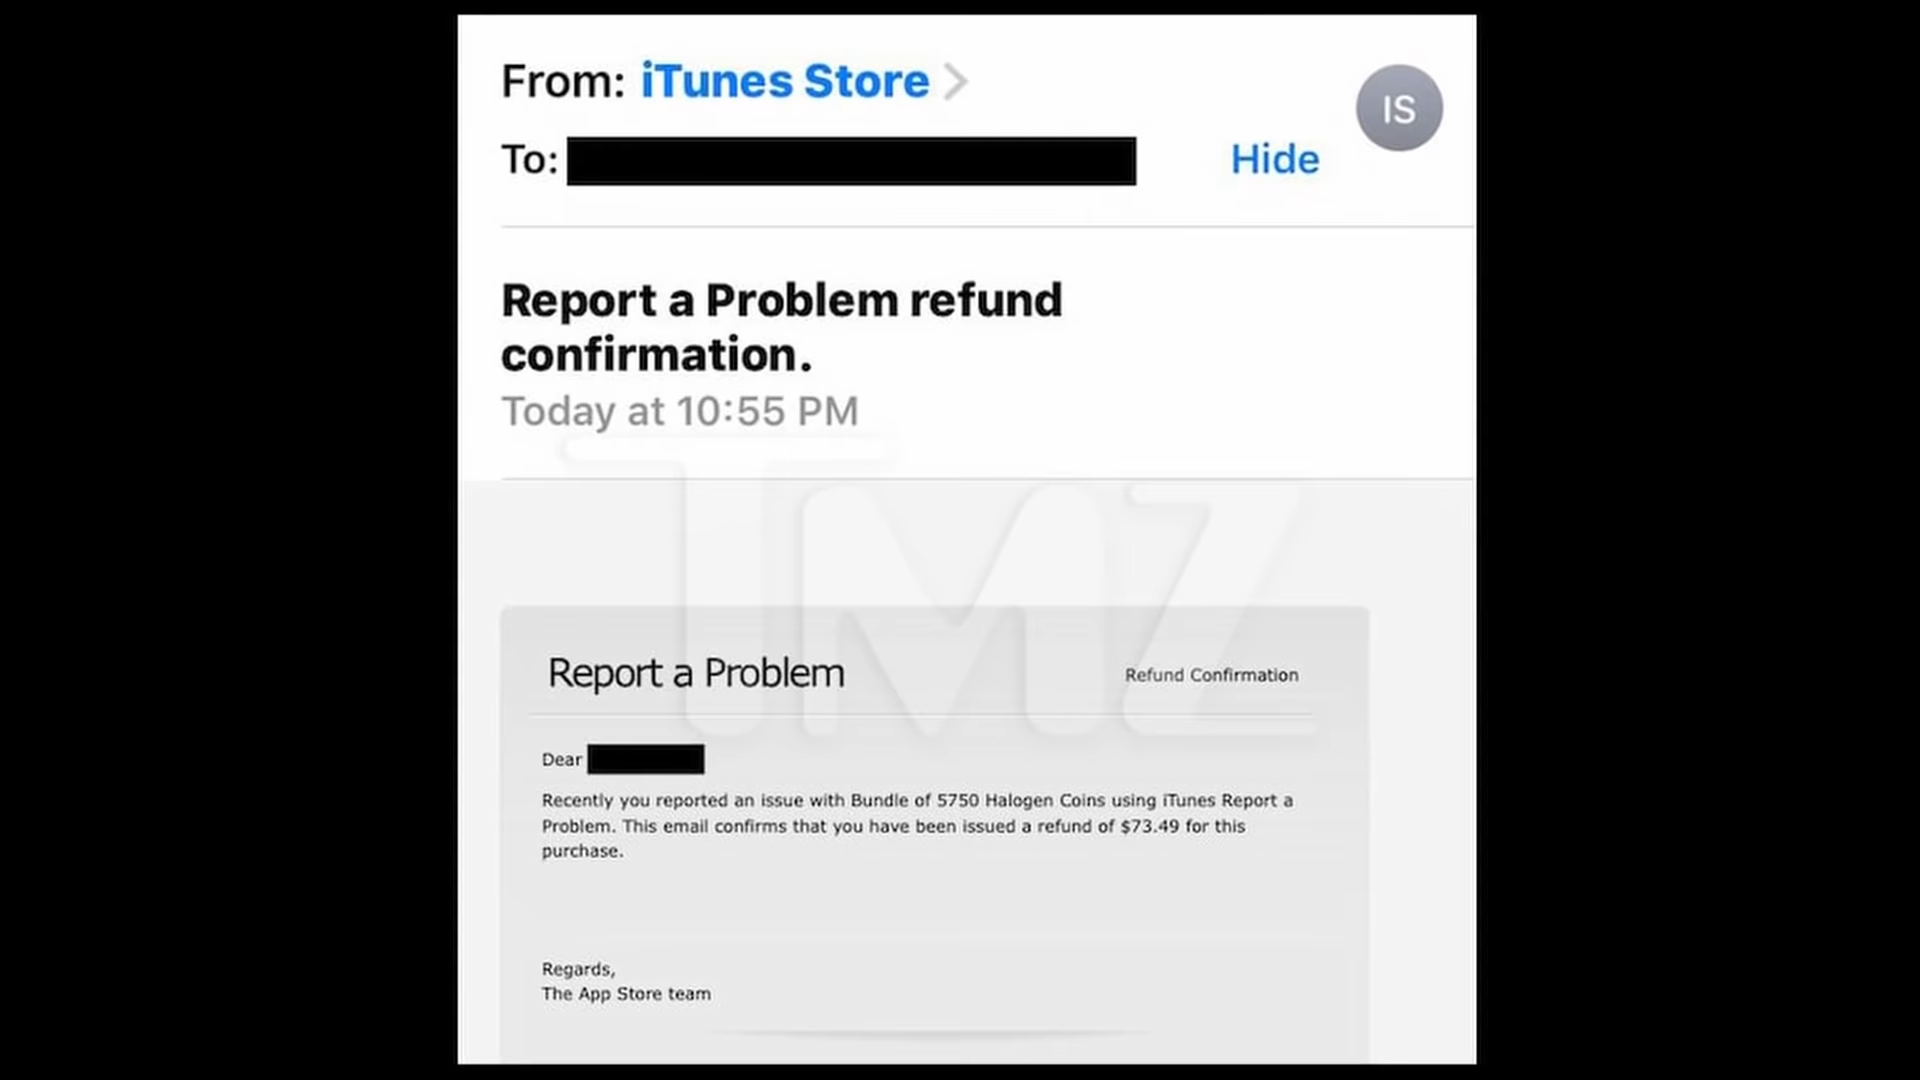 From: iTunes Store
IS
To:
Hide
Report a Problem refund
confirmation.
Today at 10:55 PM
TMZ
Report a Problem
Refund Confirmation
Dear
Recently you reported an issue with Bundle of 5750 Halogen Coins using iTunes Report a
Problem. This email confirms that you have been issued a refund of $73.49 for this
purchase.
Regards,
The App Store team